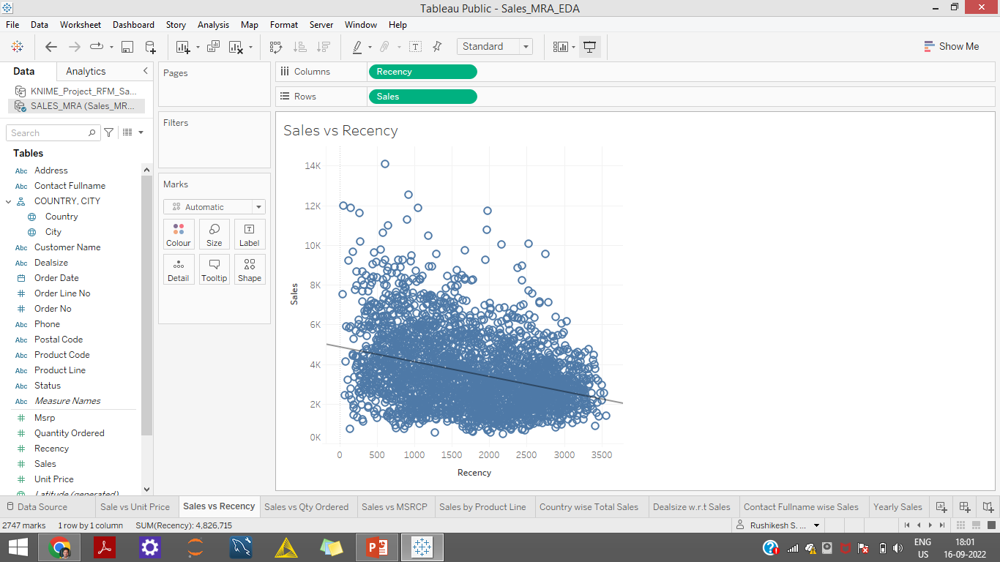 Tableau Public - Sales_MRA_EDA
File Data Worksheet Dashboard Story Analysis Map Format Server Window Help
Standard
Show Me
Data Analytics
KNIME_Project_RFM_Sa...
SALES_MRA (Sales_MR...
Search
Tables
Abc Address
Abc Contact Fullname
COUNTRY, CITY
Country
City
Abc Customer Name
Abc Dealsize
Order Date
# Order Line No
# Order No
Abc Phone
Abc Postal Code
Abc Product Code
Abc Product Line
Abc Status
Abc Measure Names
# Msrp
# Quantity Ordered
# Recency
# Sales
# Unit Price
Latitude (generated)
Pages
Filters
Marks
Automatic
Colour Size Label
Detail Tooltip Shape
Columns Recency
Rows Sales
Sales vs Recency
14K
12K
10K
8K
6K
4K
2K
0K
Sales
0 500 1000 1500 2000 2500 3000 3500
Recency
Data Source Sale vs Unit Price Sales vs Recency Sales vs Qty Ordered Sales vs MSRCP Sales by Product Line Country wise Total Sales Dealsize w.r.t Sales Contact Fullname wise Sales Yearly Sales
2747 marks 1 row by 1 column SUM(Recency): 4,826,715 Rushikesh S. ...
ENG 18:01
US 16-09-2022